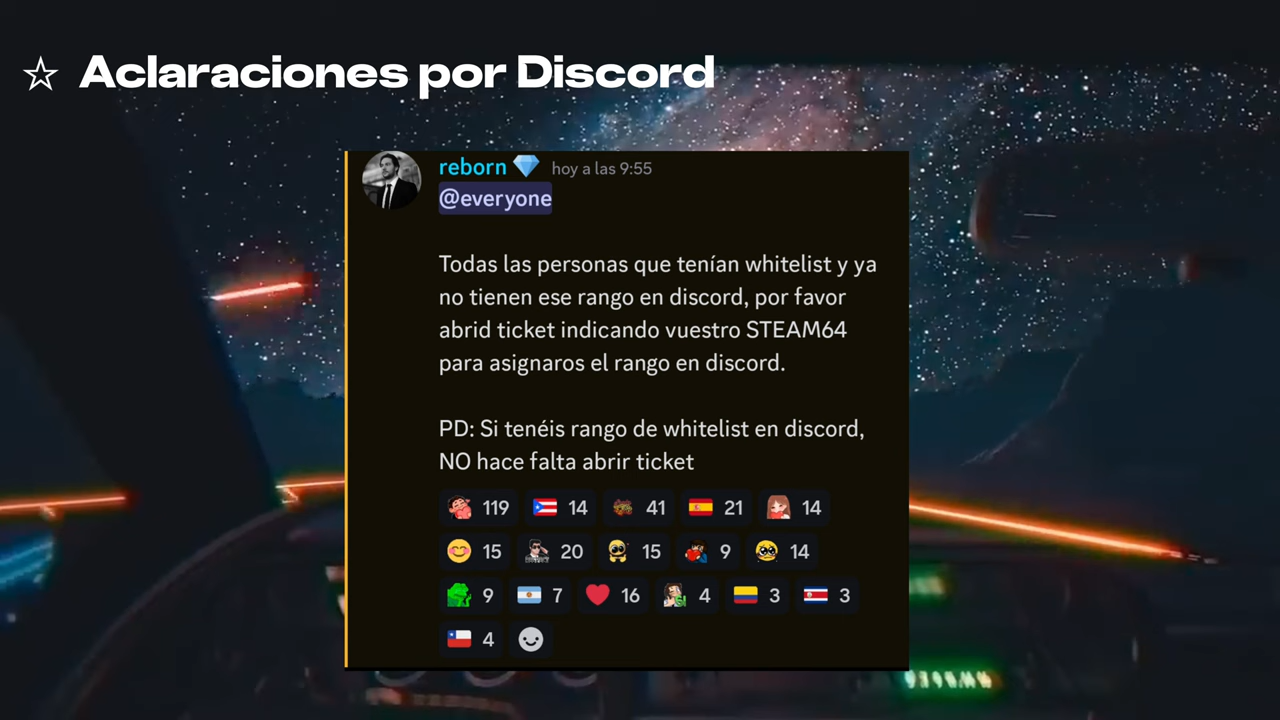 ☆ Aclaraciones por Discord
reborn 💎 hoy a las 9:55
@everyone
Todas las personas que tenían whitelist y ya
no tienen ese rango en discord, por favor
abrid ticket indicando vuestro STEAM64
para asignaros el rango en discord.
PD: Si tenéis rango de whitelist en discord,
NO hace falta abrir ticket
119 14 41 21 14
15 20 15 9 14
9 7 16 4 3 3
4